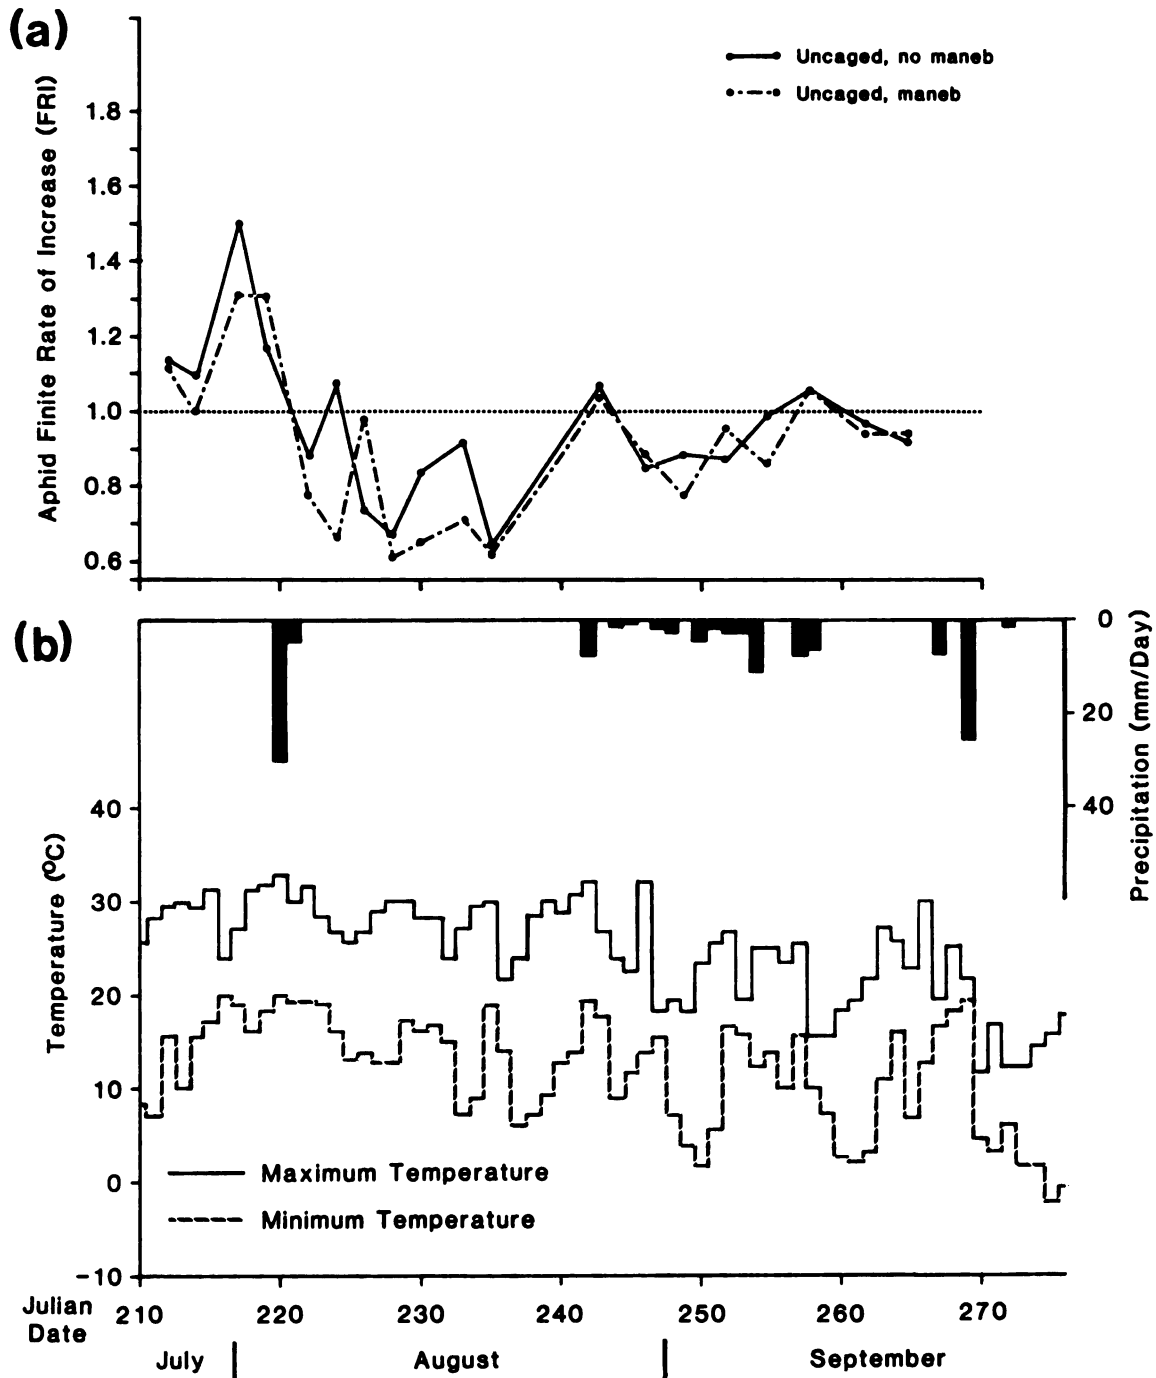 (a)
Uncaged, no maneb
Uncaged, maneb
Aphid Finite Rate of Increase (FRI)
1.8
1.6
1.4
1.2
1.0
0.8
0.6
(b)
0
20
40
Precipitation (mm/Day)
40
30
20
10
0
-10
Temperature (ºC)
Maximum Temperature
Minimum Temperature
Julian
Date
210 220 230 240 250 260 270
July August September